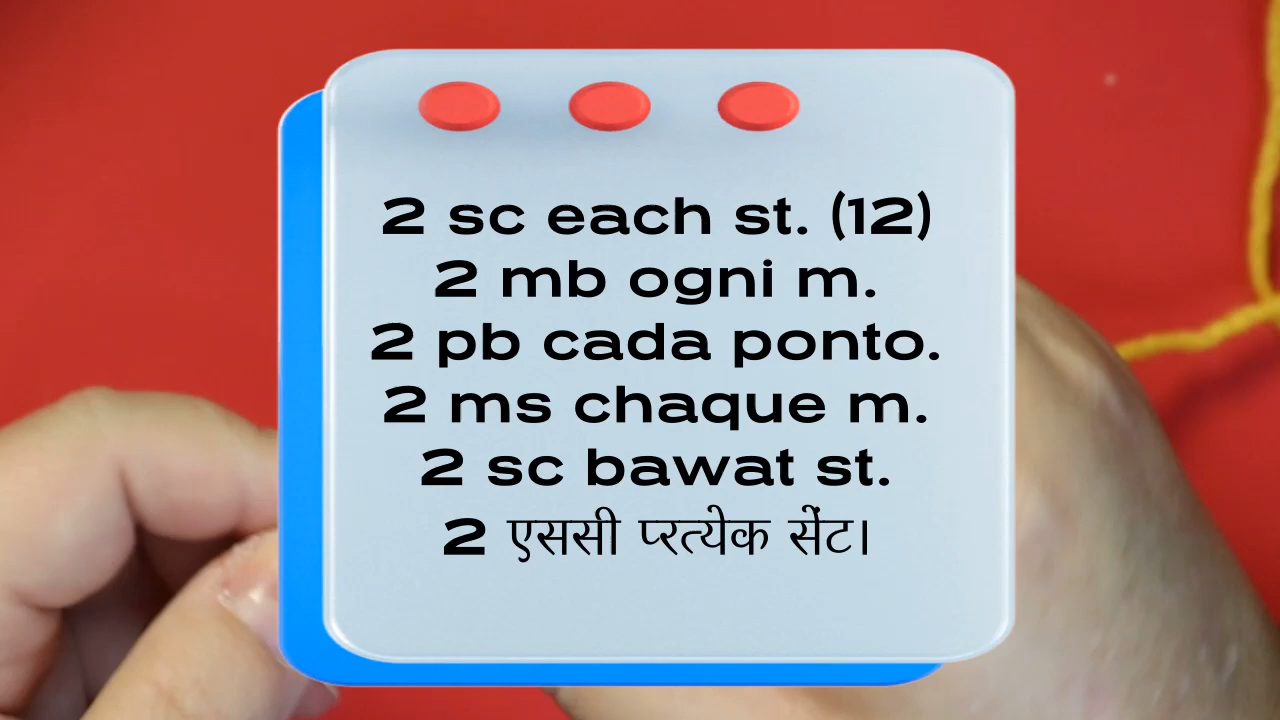 2 sc each st. (12)
2 mb ogni m.
2 pb cada ponto.
2 ms chaque m.
2 sc bawat st.
2 एससी प्रत्येक सेंट।